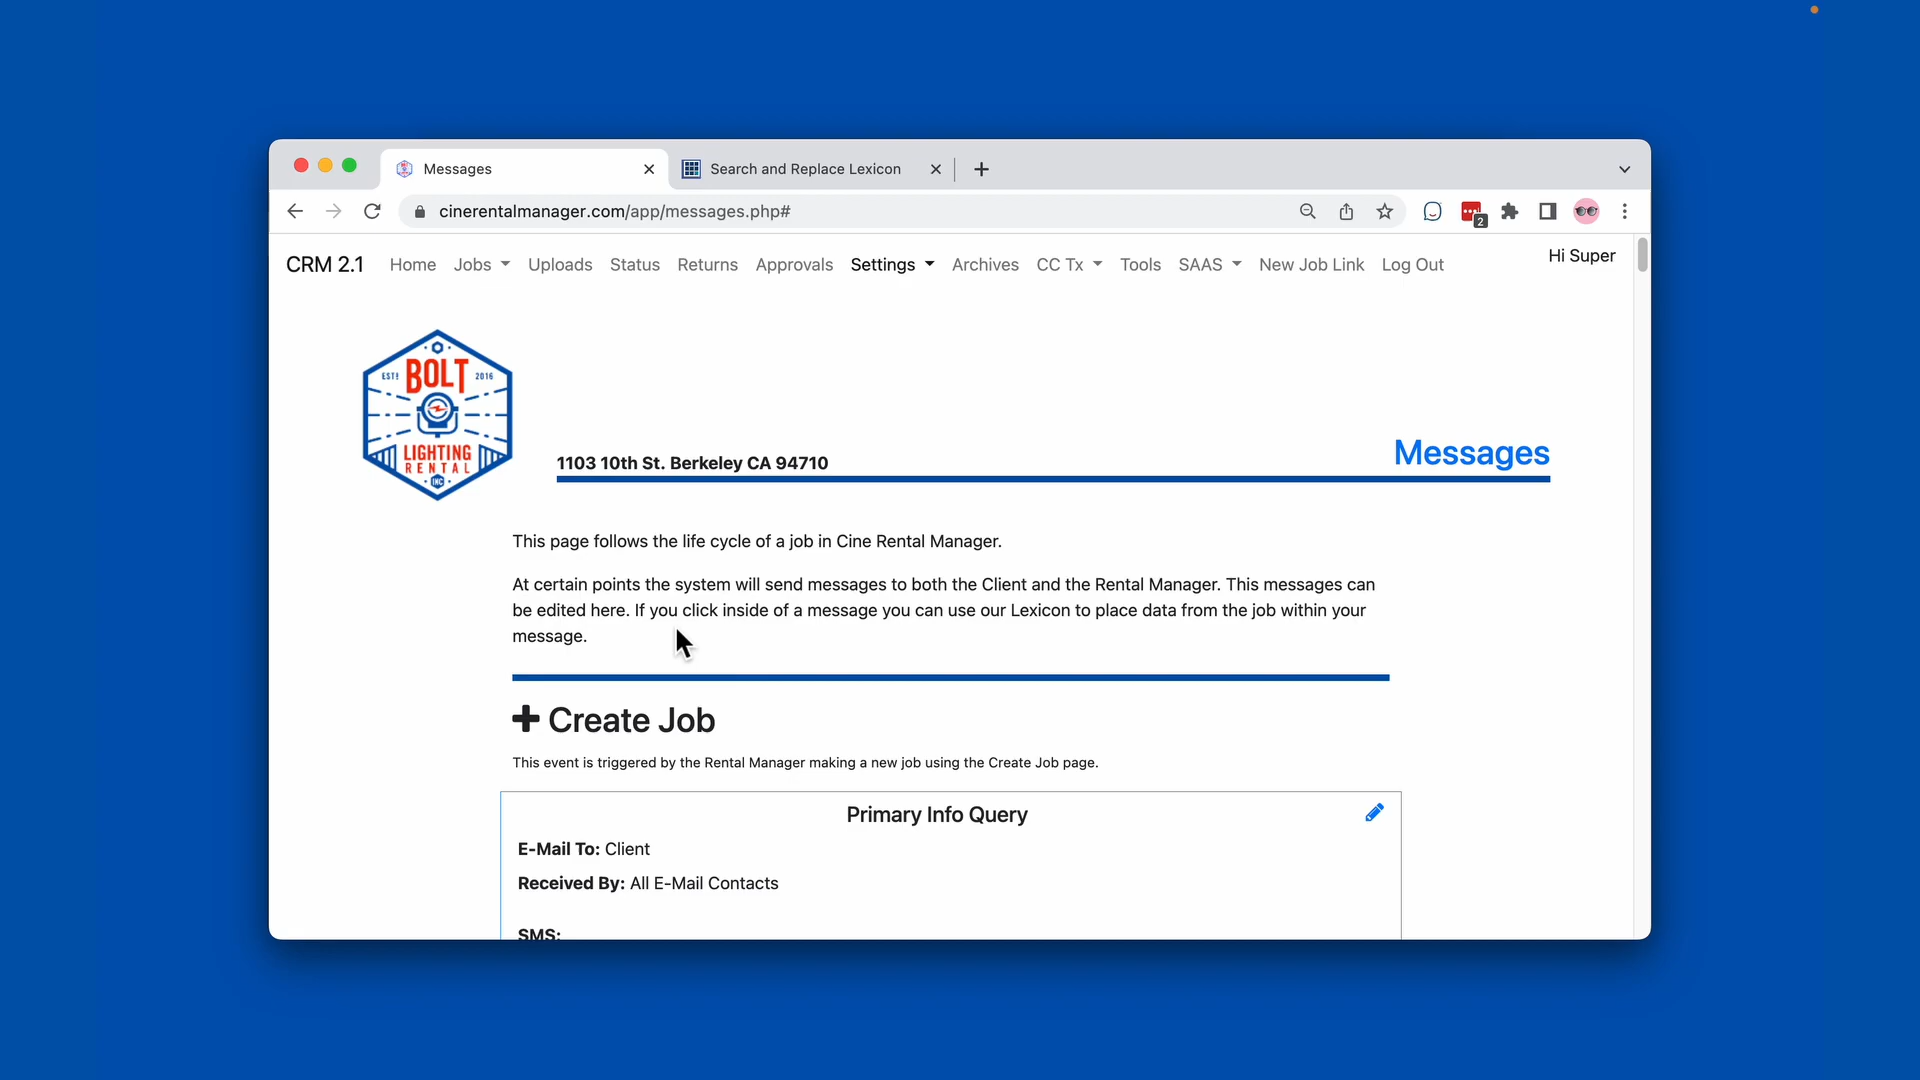 Messages
Search and Replace Lexicon
cinerentalmanager.com/app/messages.php#
2
CRM 2.1 Home Jobs Uploads Status Returns Approvals Settings Archives CC Tx Tools SAAS New Job Link Log Out Hi Super
EST! BOLT 2016
LIGHTING
RENTAL
INC
1103 10th St. Berkeley CA 94710
Messages
This page follows the life cycle of a job in Cine Rental Manager.
At certain points the system will send messages to both the Client and the Rental Manager. This messages can
be edited here. If you click inside of a message you can use our Lexicon to place data from the job within your
message.
Create Job
This event is triggered by the Rental Manager making a new job using the Create Job page.
Primary Info Query
E-Mail To: Client
Received By: All E-Mail Contacts
SMS: